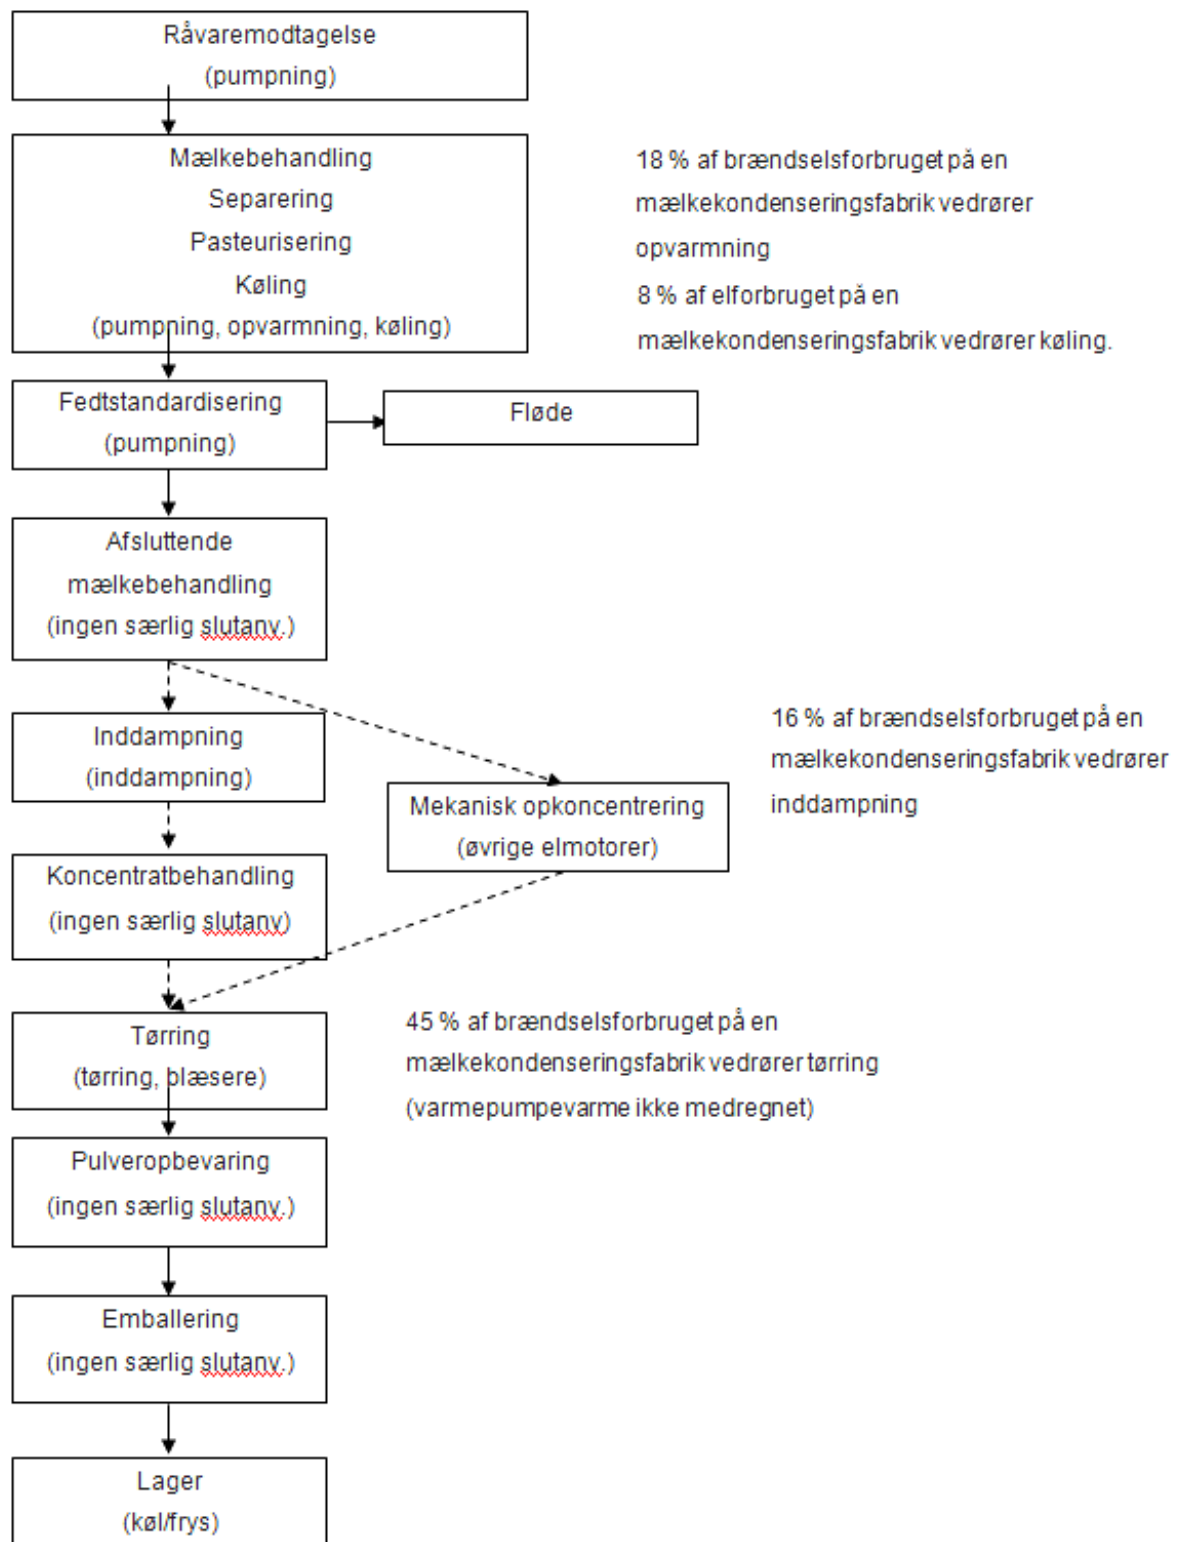 Råvaremodtagelse
(pumpning)
Mælkebehandling
Separering
Pasteurisering
Køling
(pumpning, opvarmning, køling)
18 % af brændselsforbruget på en
mælkekondenseringsfabrik vedrører
opvarmning
8 % af elforbruget på en
mælkekondenseringsfabrik vedrører køling.
Fedtstandardisering
(pumpning)
Fløde
Afsluttende
mælkebehandling
(ingen særlig slutanv.)
Inddampning
(inddampning)
Mekanisk opkoncentrering
(øvrige elmotorer)
16 % af brændselsforbruget på en
mælkekondenseringsfabrik vedrører
inddampning
Koncentratbehandling
(ingen særlig slutanv)
Tørring
(tørring, blæsere)
45 % af brændselsforbruget på en
mælkekondenseringsfabrik vedrører tørring
(varmepumpevarme ikke medregnet)
Pulveropbevaring
(ingen særlig slutanv.)
Emballering
(ingen særlig slutanv.)
Lager
(køl/frys)